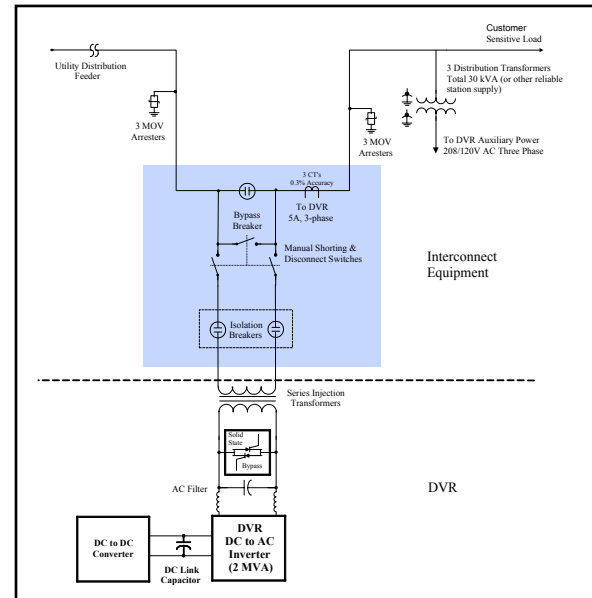 Customer
Sensitive Load
Utility Distribution
Feeder
3 Distribution Transformers
Total 30 kVA (or other reliable
station supply)
3 MOV
Arresters
3 MOV
Arresters
To DVR Auxiliary Power
208/120V AC Three Phase
3 CT's
0.3% Accuracy
To DVR
5A, 3-phase
Bypass
Breaker
Manual Shorting &
Disconnect Switches
Interconnect
Equipment
Isolation
Breakers
Series Injection
Transformers
Solid
State
Bypass
AC Filter
DVR
DC to DC
Converter
DC Link
Capacitor
DVR
DC to AC
Inverter
(2 MVA)